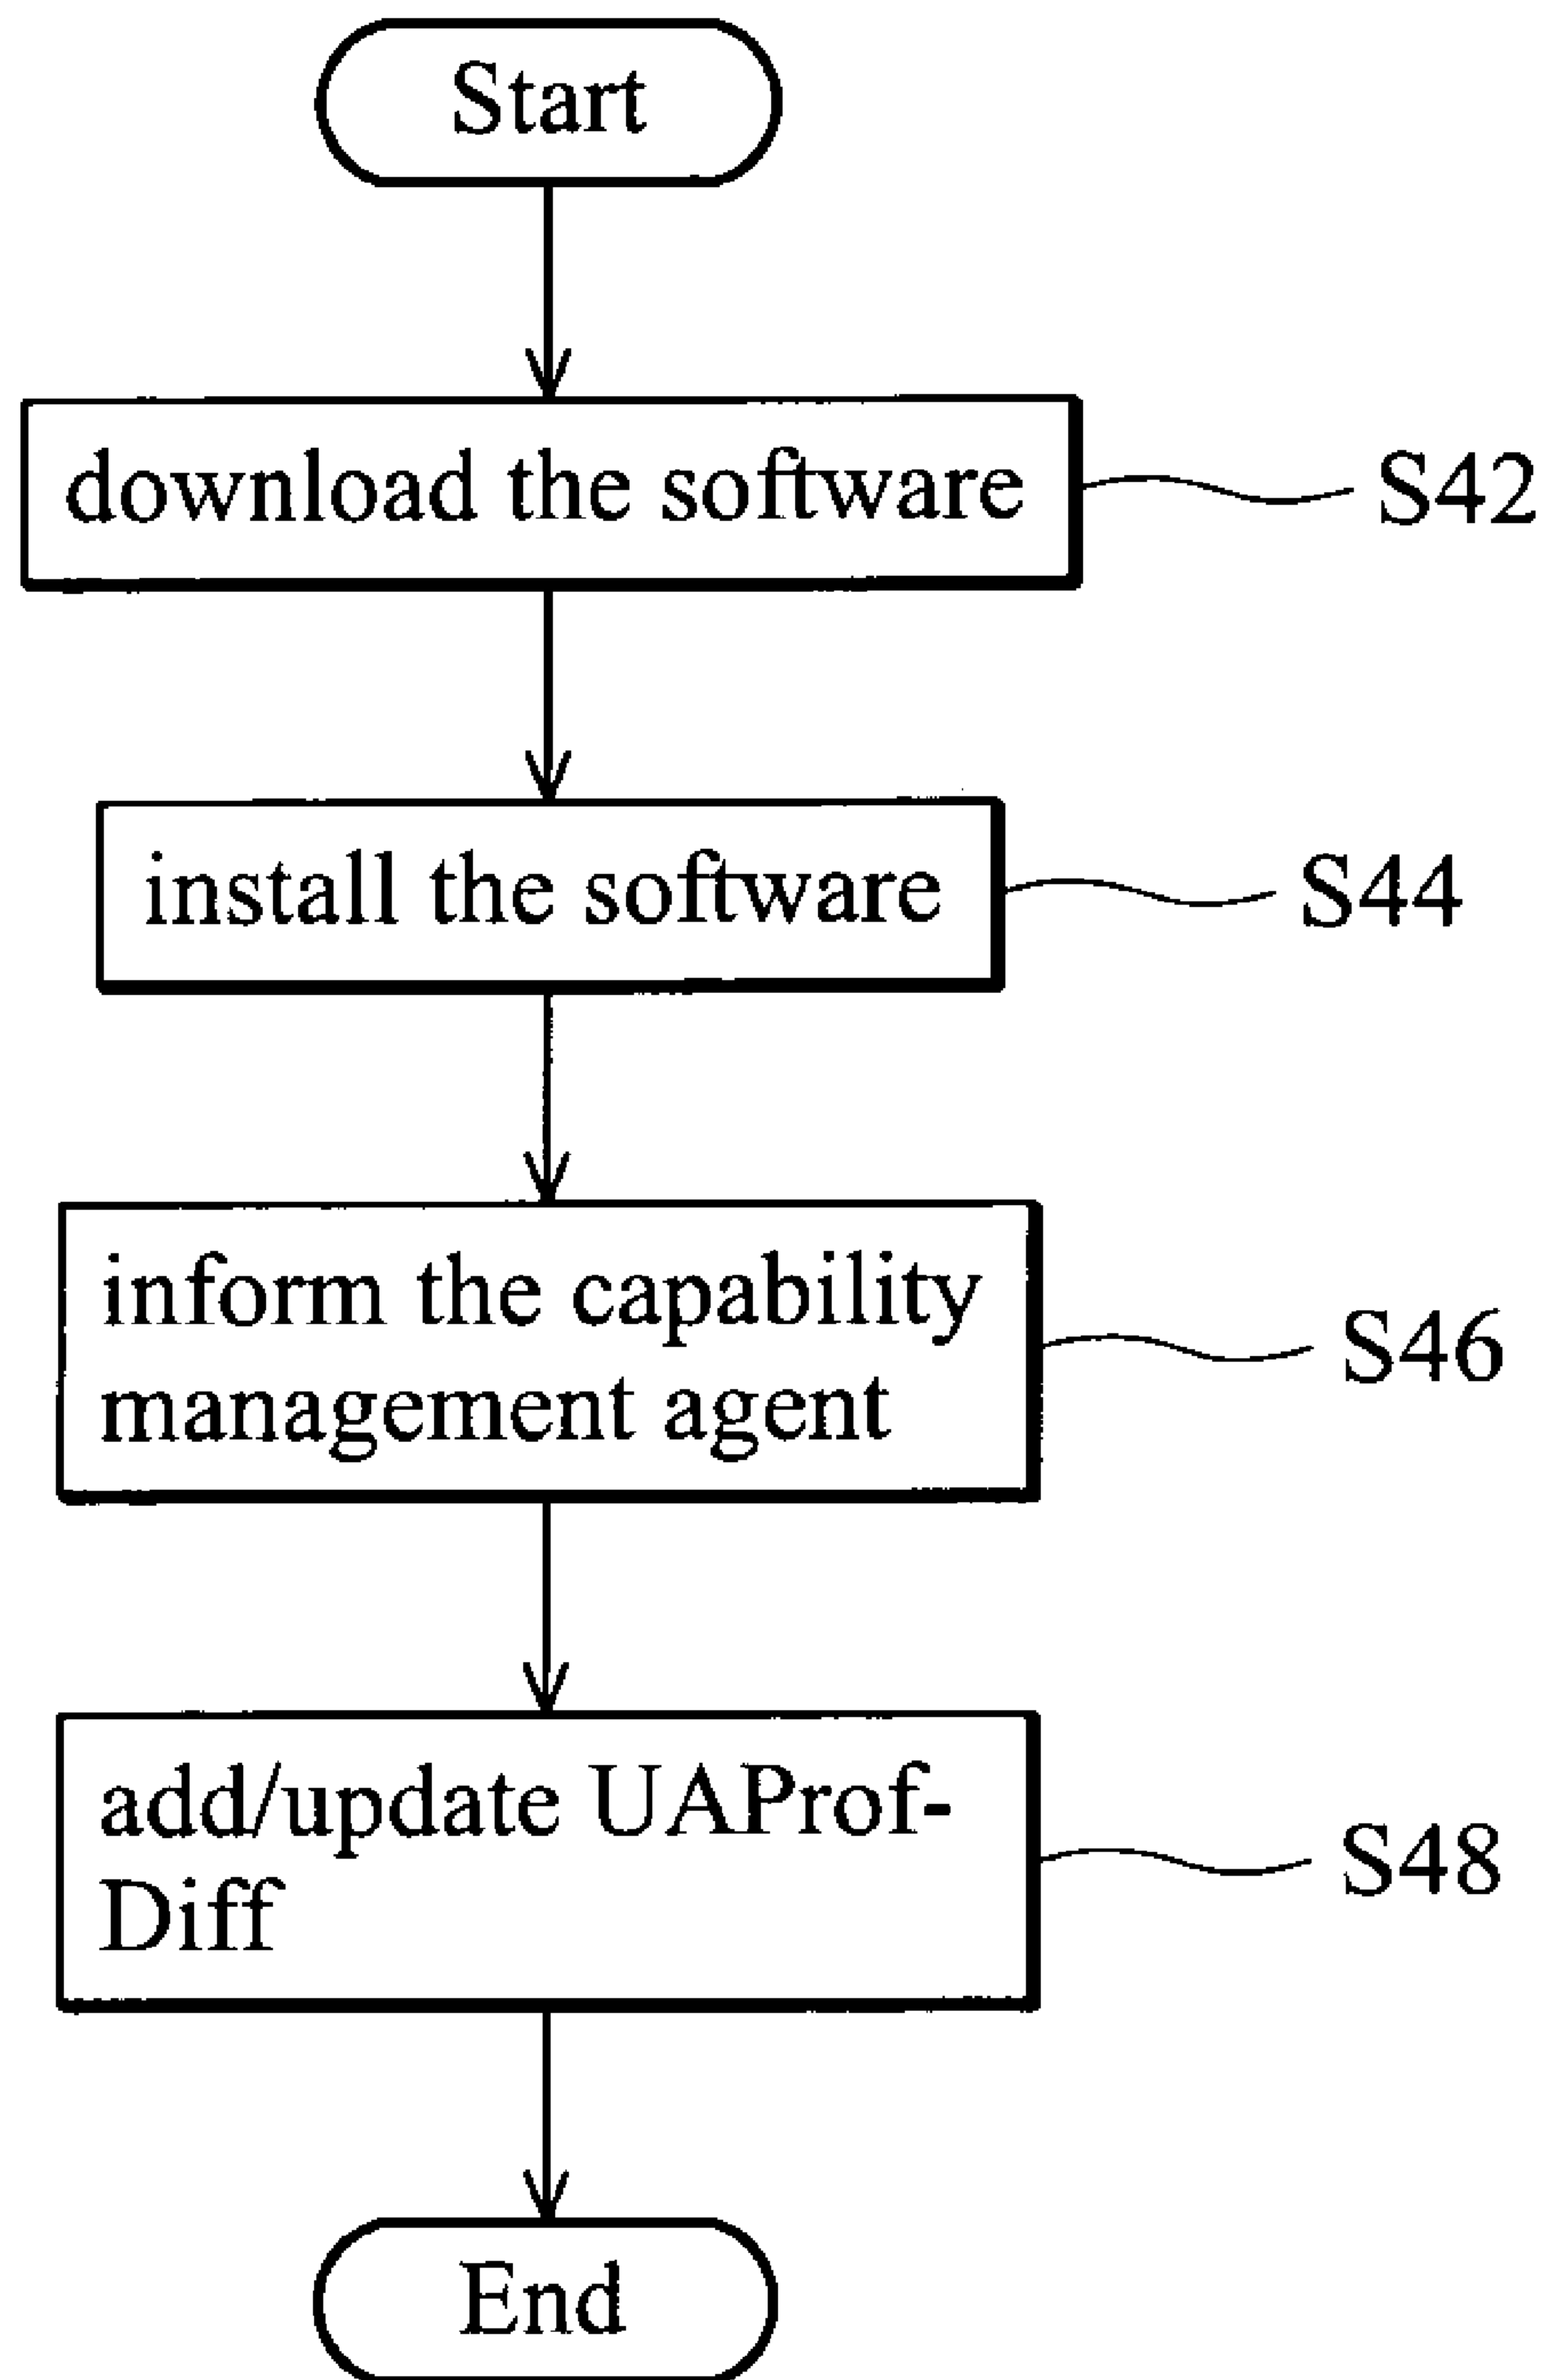 Start
download the software
S42
install the software
S44
inform the capability
management agent
S46
add/update UAProf-
Diff
S48
End